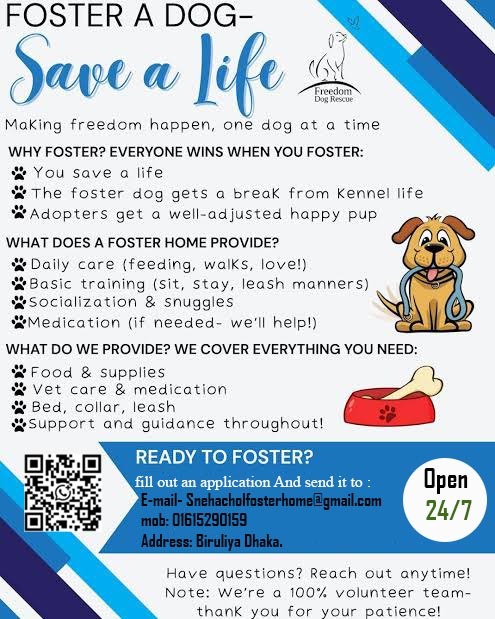 FOSTER A DOG-
Save a Life
Freedom
Dog Rescue
Making freedom happen, one dog at a time
WHY FOSTER? EVERYONE WINS WHEN YOU FOSTER:
You save a life
The foster dog gets a break from Kennel life
Adopters get a well-adjusted happy pup
WHAT DOES A FOSTER HOME PROVIDE?
Daily care (feeding, walks, love!)
Basic training (sit, stay, leash manners)
Socialization & snuggles
Medication (if needed- we'll help!)
WHAT DO WE PROVIDE? WE COVER EVERYTHING YOU NEED:
Food & supplies
Vet care & medication
Bed, collar, leash
Support and guidance throughout!
READY TO FOSTER?
fill out an application And send it to :
E-mail- Snehacholfosterhome@gmail.com
mob: 01615290159
Address: Biruliya Dhaka.
Open
24/7
Have questions? Reach out anytime!
Note: We're a 100% volunteer team-
thank you for your patience!